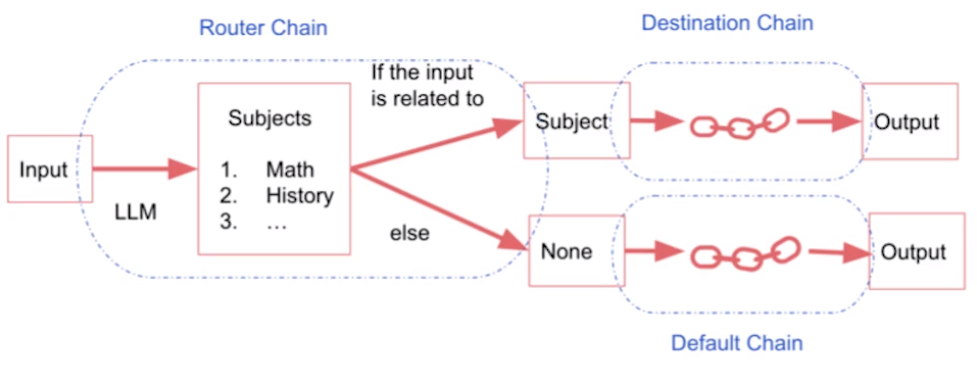 Router Chain
Destination Chain
If the input
is related to
Subjects
Subject
Output
Input
1. Math
2. History
3. ...
LLM
else
None
Output
Default Chain